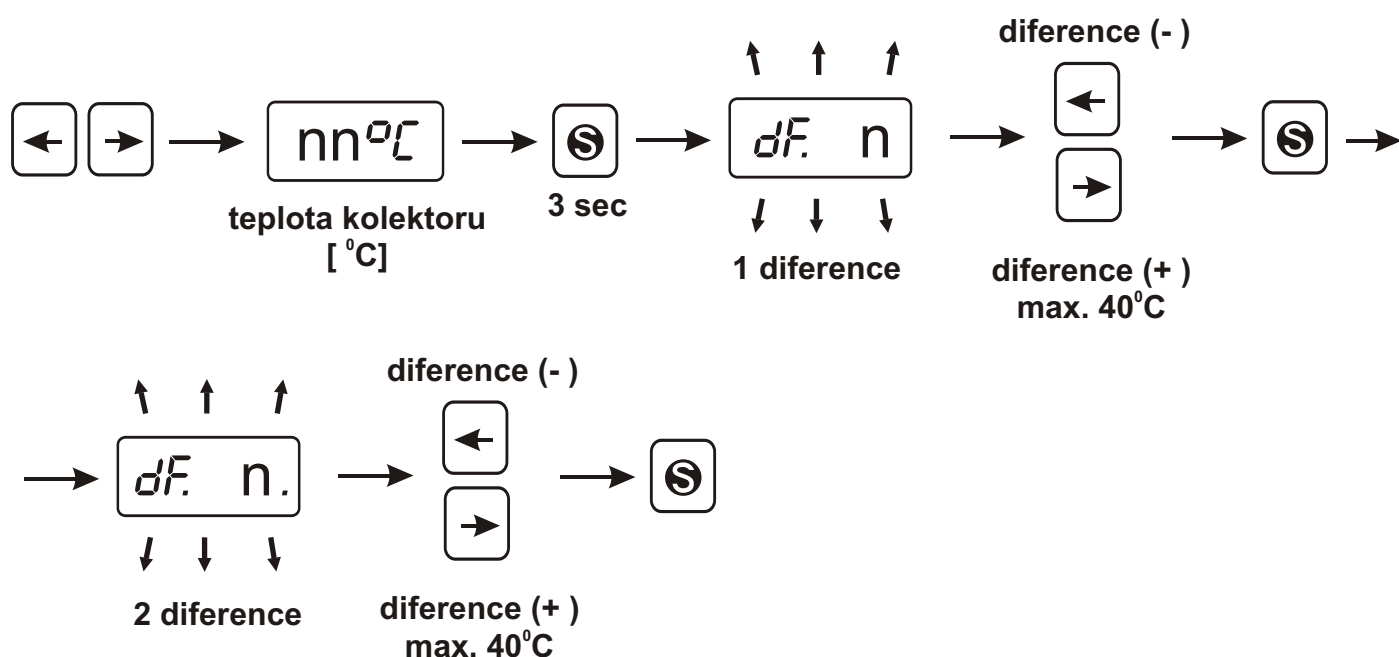 diference (- )
nn°C
S
dF. n
S
3 sec
teplota kolektoru
[ °C]
1 diference
diference (+ )
max. 40°C
diference (- )
dF. n.
S
2 diference
diference (+ )
max. 40°C